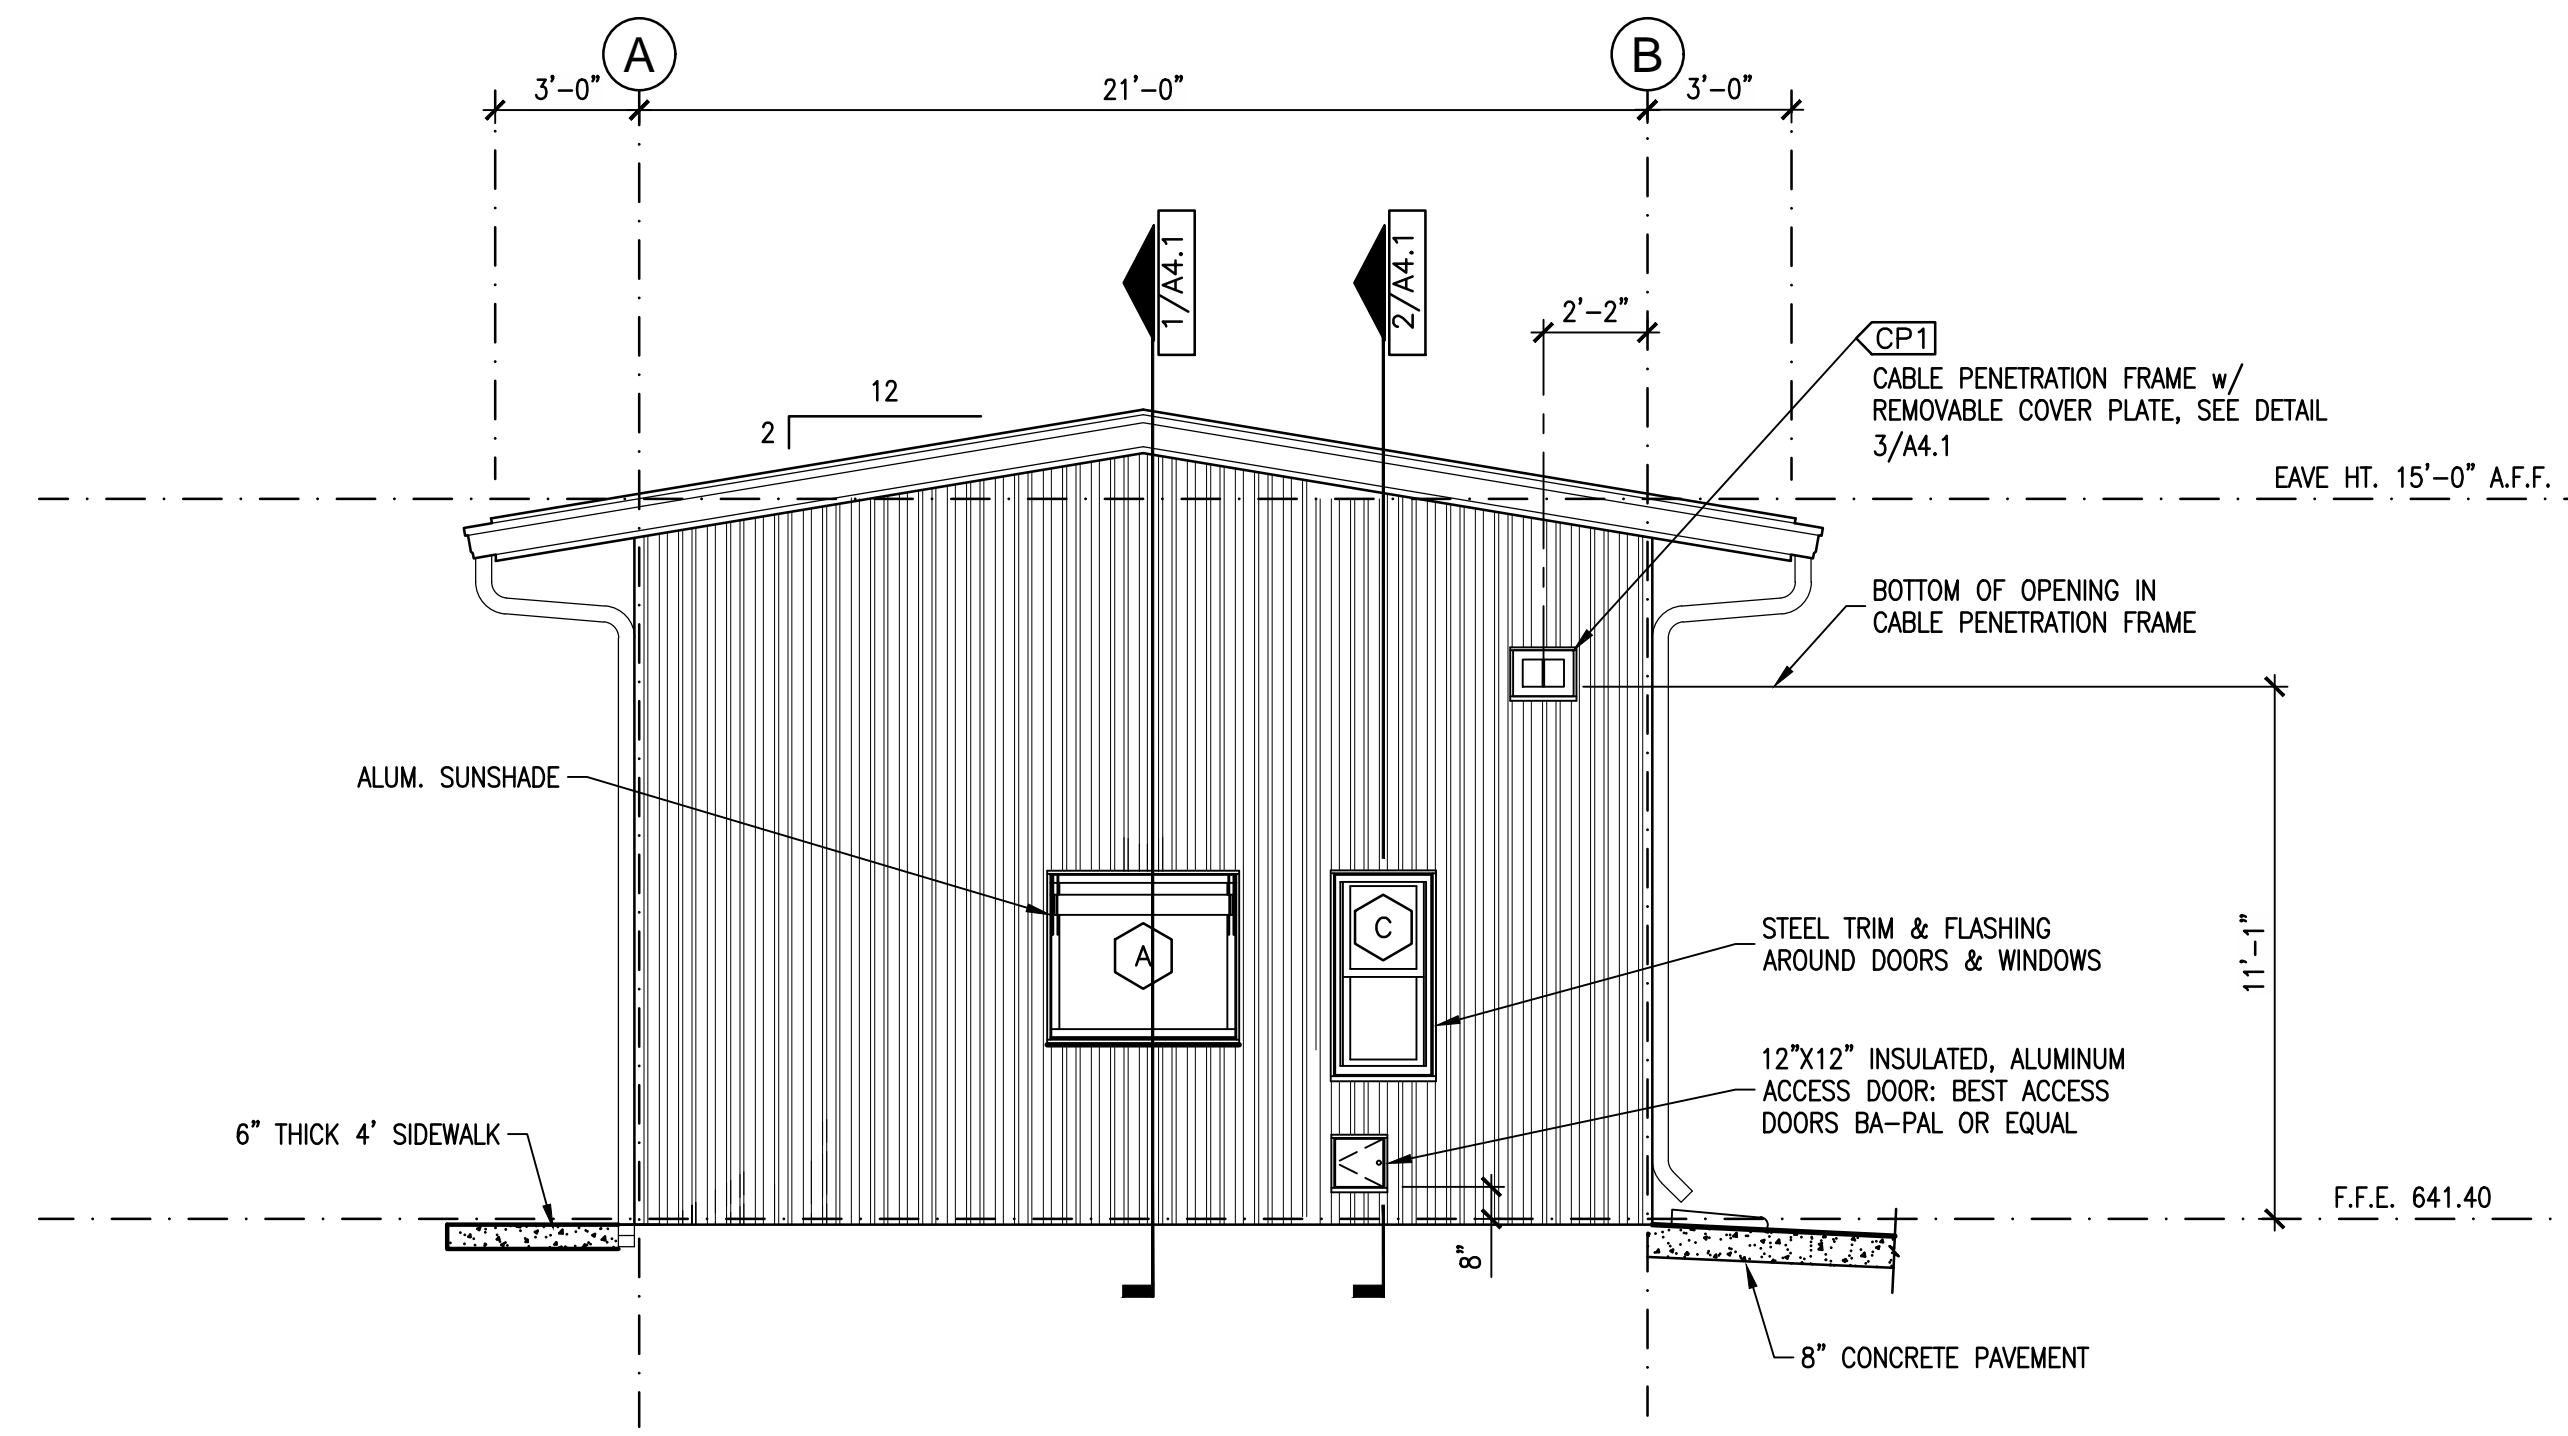 A
B
3'-0"
21'-0"
3'-0"
1/A4.1
2/A4.1
2'-2"
CP1
CABLE PENETRATION FRAME w/
REMOVABLE COVER PLATE, SEE DETAIL
3/A4.1
12
2
EAVE HT. 15'-0" A.F.F.
BOTTOM OF OPENING IN
CABLE PENETRATION FRAME
ALUM. SUNSHADE
A
C
STEEL TRIM & FLASHING
AROUND DOORS & WINDOWS
11'-1"
12"X12" INSULATED, ALUMINUM
ACCESS DOOR: BEST ACCESS
DOORS BA-PAL OR EQUAL
6" THICK 4' SIDEWALK
F.F.E. 641.40
8"
8" CONCRETE PAVEMENT